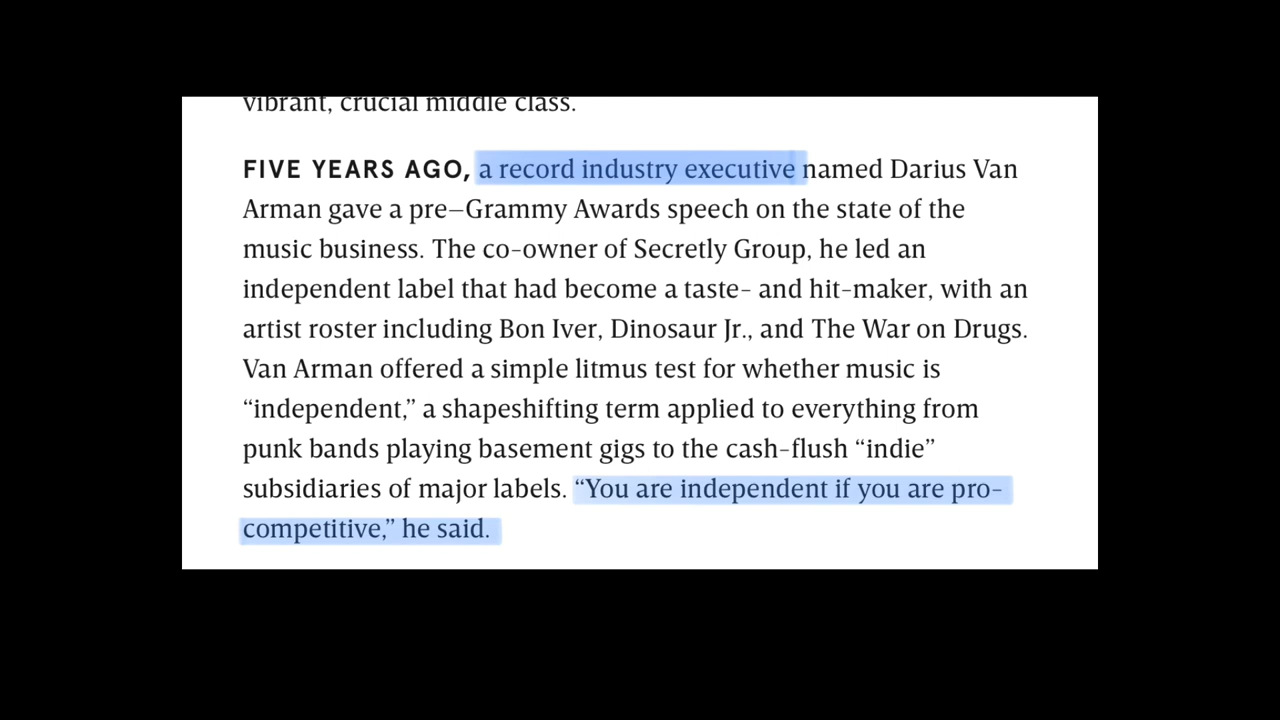 vibrant, crucial middle class.
FIVE YEARS AGO, a record industry executive named Darius Van
Arman gave a pre–Grammy Awards speech on the state of the
music business. The co-owner of Secretly Group, he led an
independent label that had become a taste- and hit-maker, with an
artist roster including Bon Iver, Dinosaur Jr., and The War on Drugs.
Van Arman offered a simple litmus test for whether music is
“independent,” a shapeshifting term applied to everything from
punk bands playing basement gigs to the cash-flush “indie”
subsidiaries of major labels. “You are independent if you are pro-
competitive,” he said.